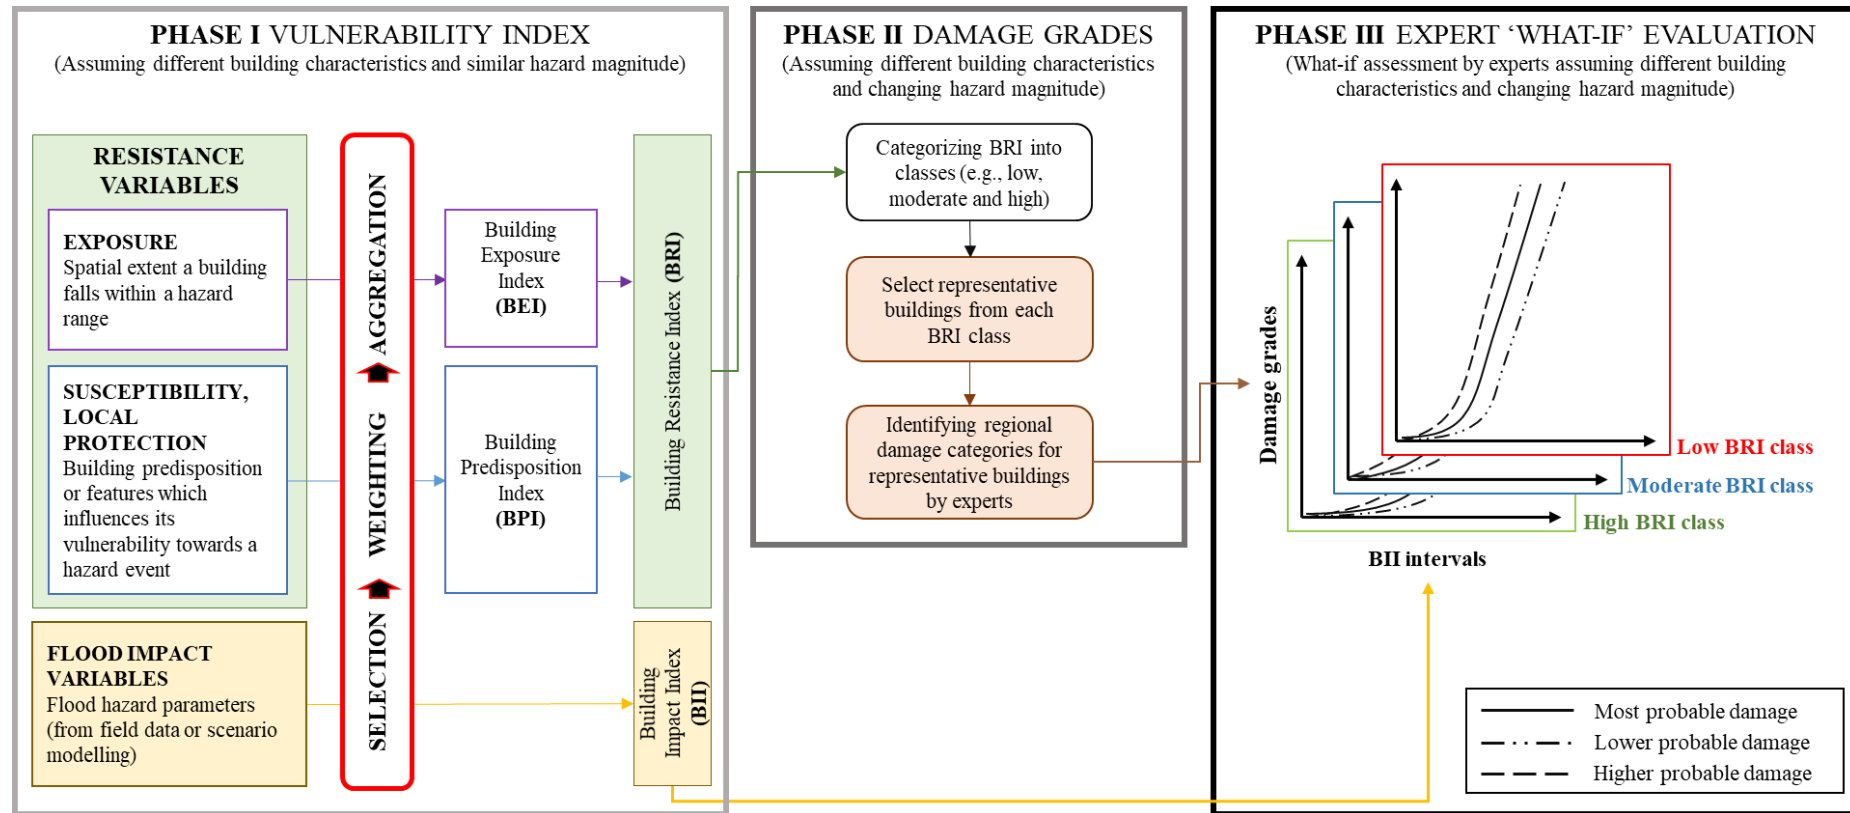 PHASE I VULNERABILITY INDEX
(Assuming different building characteristics and similar hazard magnitude)
RESISTANCE
VARIABLES
EXPOSURE
Spatial extent a building
falls within a hazard
range
SUSCEPTIBILITY,
LOCAL
PROTECTION
Building predisposition
or features which
influences its
vulnerability towards a
hazard event
FLOOD IMPACT
VARIABLES
Flood hazard parameters
(from field data or scenario
modelling)
SELECTION
WEIGHTING
AGGREGATION
Building
Exposure
Index
(BEI)
Building
Predisposition
Index
(BPI)
Building Resistance Index (BRI)
Building
Impact Index
(BII)
PHASE II DAMAGE GRADES
(Assuming different building characteristics
and changing hazard magnitude)
Categorizing BRI into
classes (e.g., low,
moderate and high)
Select representative
buildings from each
BRI class
Identifying regional
damage categories for
representative buildings
by experts
PHASE III EXPERT ‘WHAT-IF’ EVALUATION
(What-if assessment by experts assuming different building
characteristics and changing hazard magnitude)
Damage grades
Low BRI class
Moderate BRI class
High BRI class
BII intervals
Most probable damage
Lower probable damage
Higher probable damage